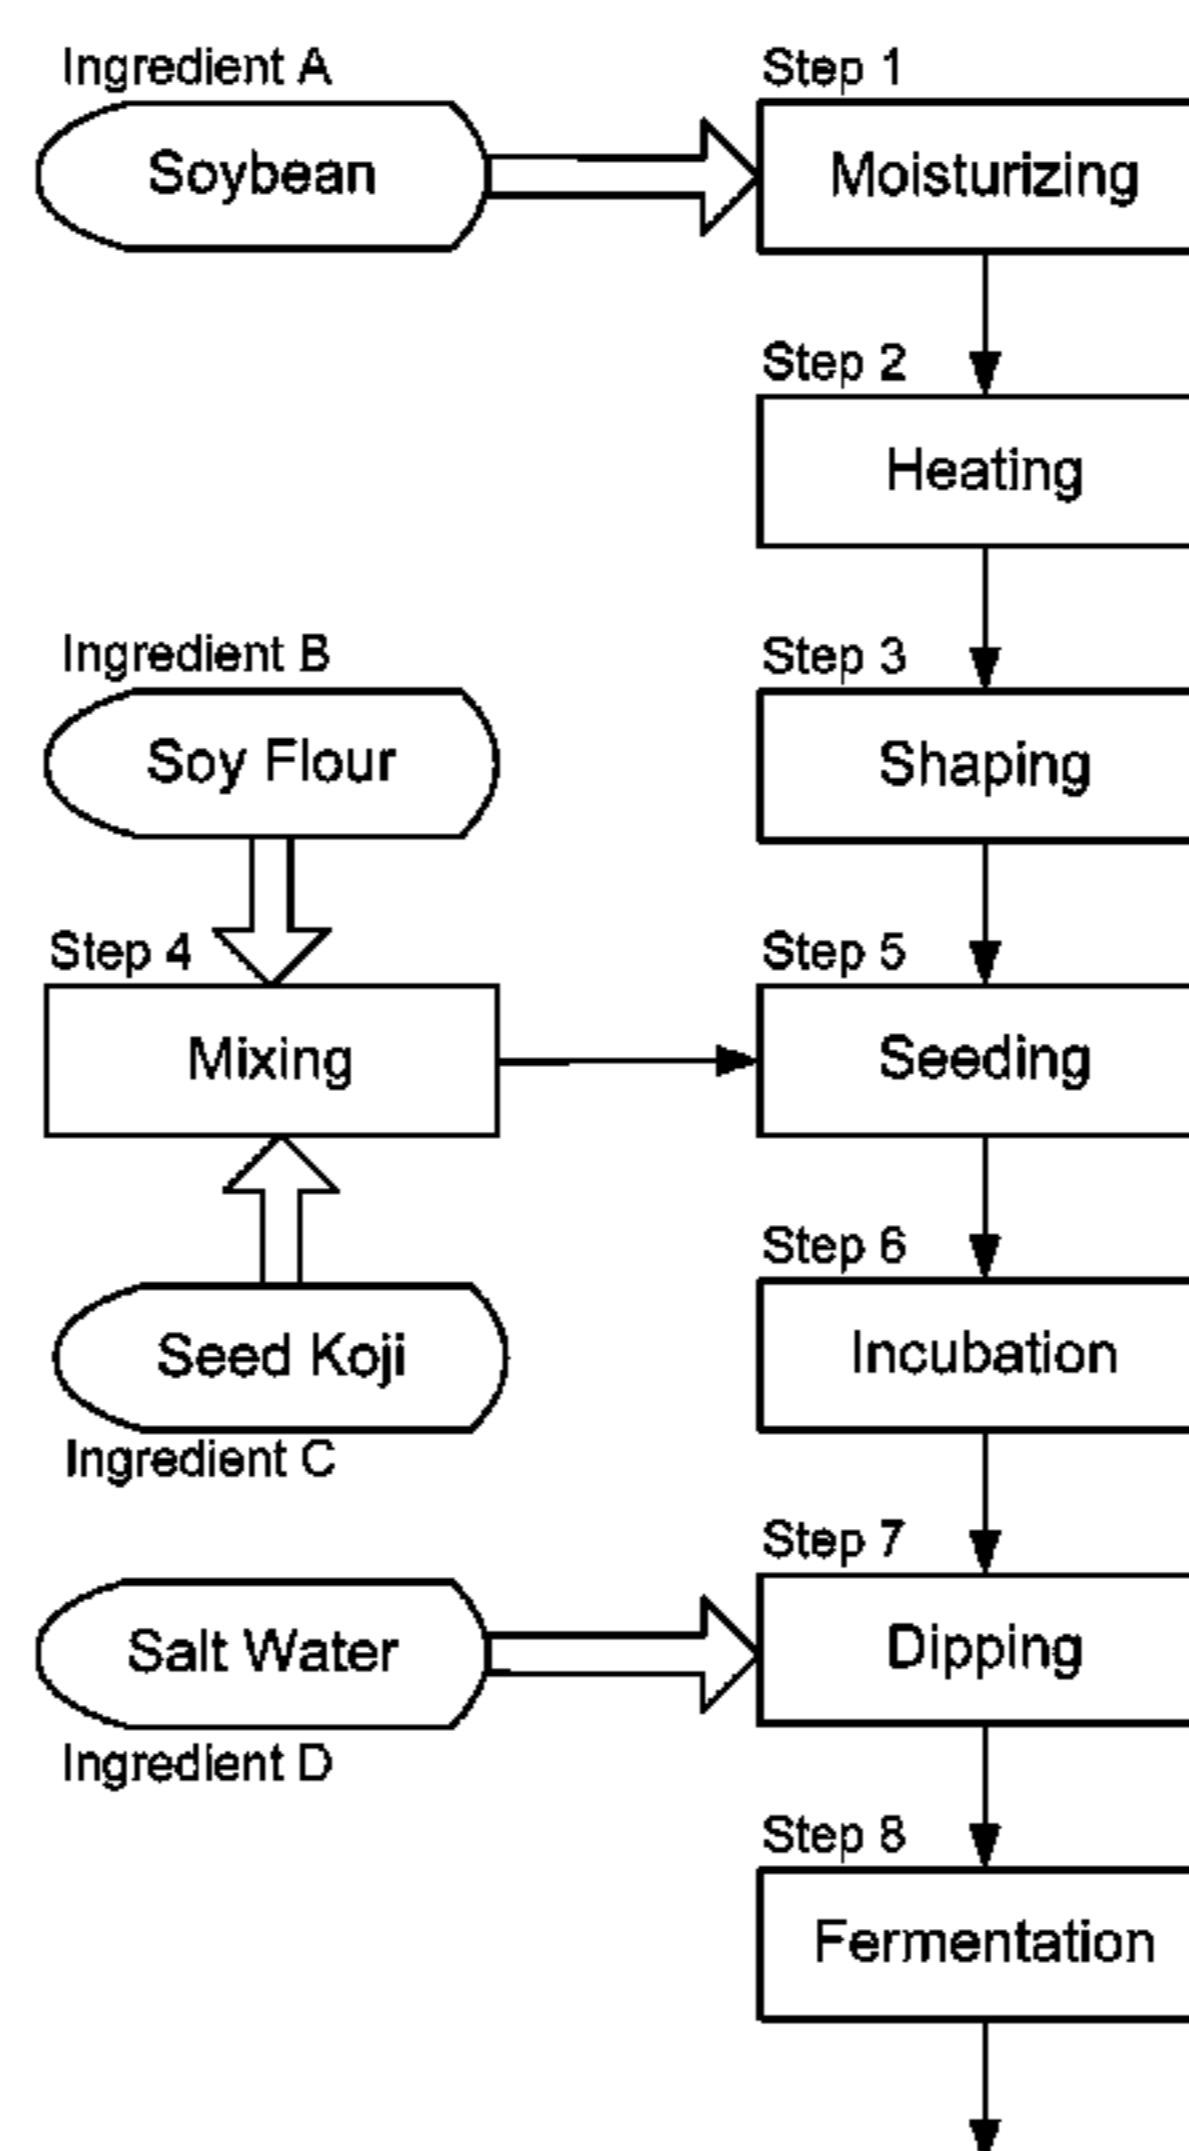 Ingredient A
Soybean
Step 1
Moisturizing
Step 2
Heating
Ingredient B
Soy Flour
Step 3
Shaping
Step 4
Mixing
Step 5
Seeding
Seed Koji
Ingredient C
Step 6
Incubation
Salt Water
Ingredient D
Step 7
Dipping
Step 8
Fermentation